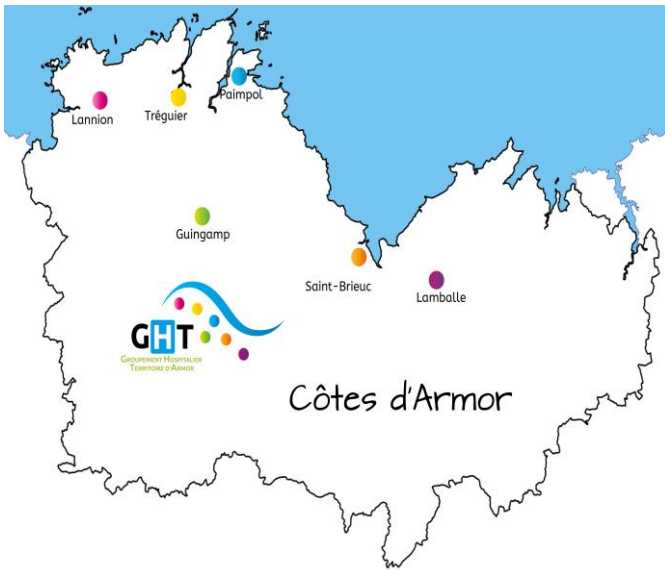 Paimpol
Lannion
Tréguier
Guingamp
Saint-Brieuc
Lamballe
GHT
Groupement Hospitalier
Territoire d'Armor
Côtes d'Armor